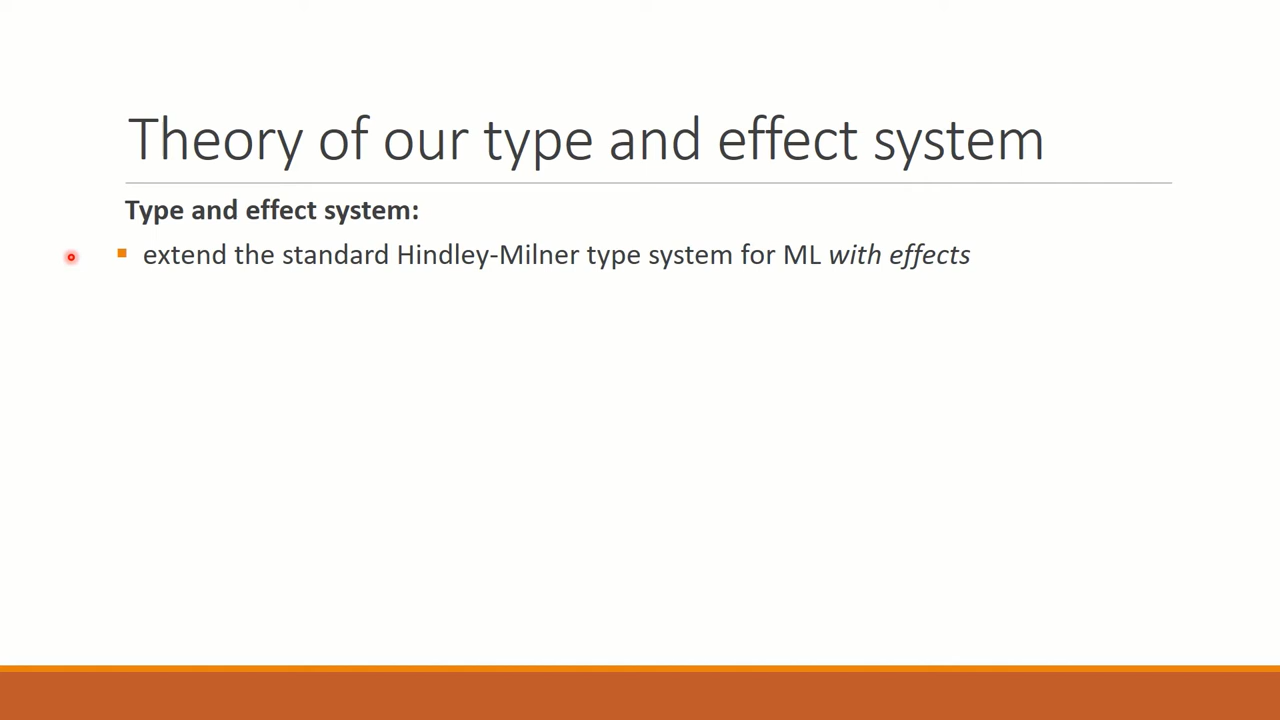 Theory of our type and effect system
Type and effect system:
extend the standard Hindley-Milner type system for ML with effects